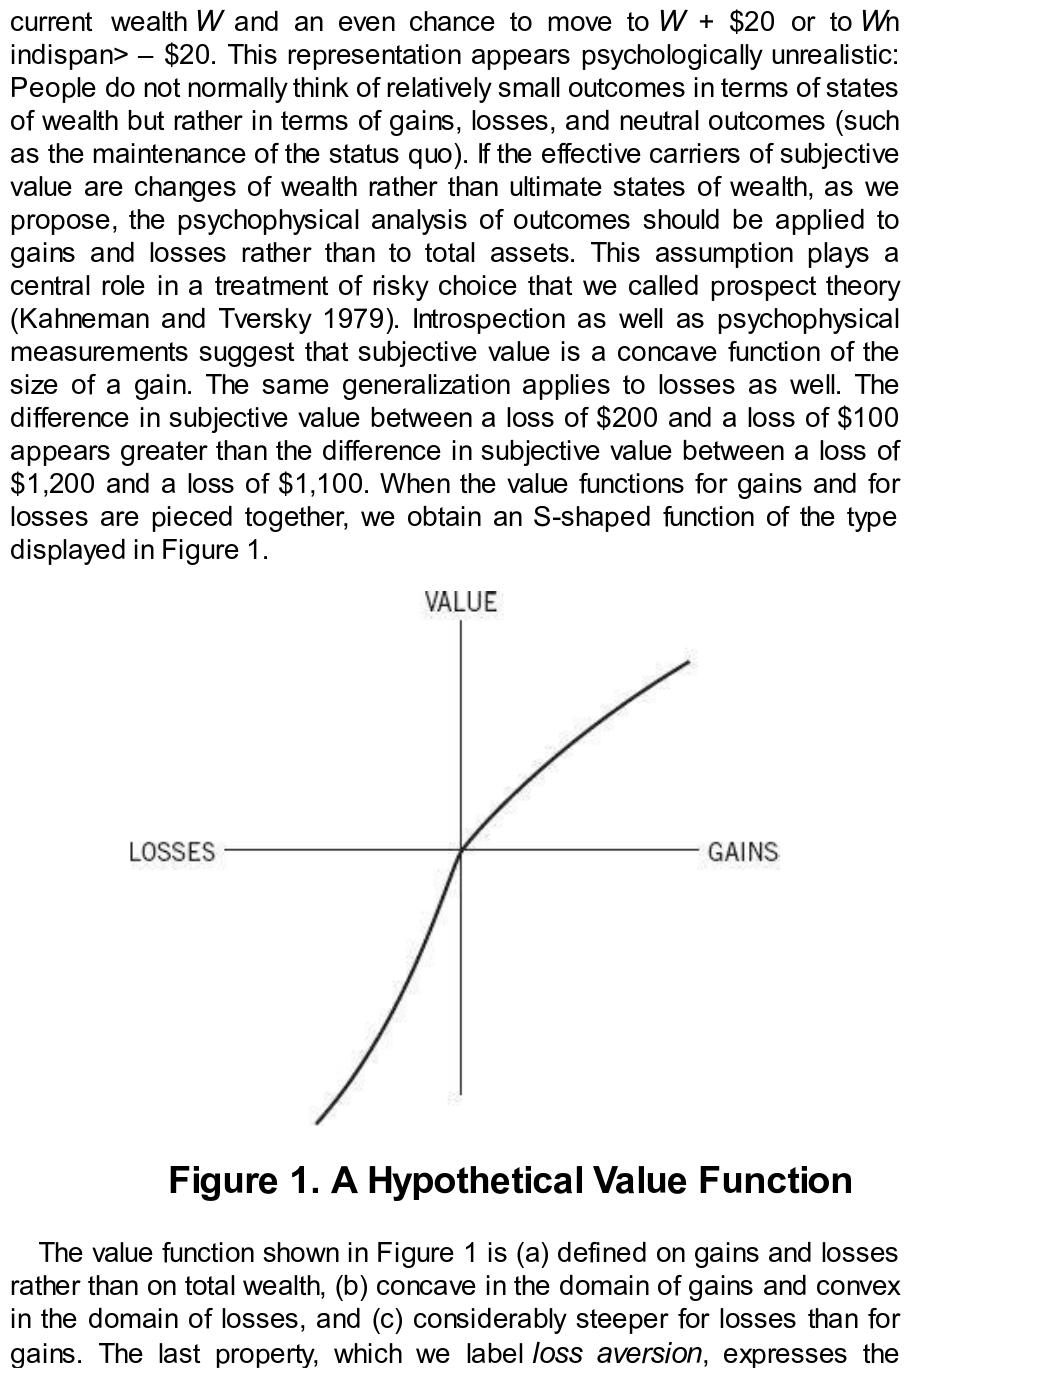 current wealth W and an even chance to move to W + $20 or to Wn
indispan> – $20. This representation appears psychologically unrealistic:
People do not normally think of relatively small outcomes in terms of states
of wealth but rather in terms of gains, losses, and neutral outcomes (such
as the maintenance of the status quo). If the effective carriers of subjective
value are changes of wealth rather than ultimate states of wealth, as we
propose, the psychophysical analysis of outcomes should be applied to
gains and losses rather than to total assets. This assumption plays a
central role in a treatment of risky choice that we called prospect theory
(Kahneman and Tversky 1979). Introspection as well as psychophysical
measurements suggest that subjective value is a concave function of the
size of a gain. The same generalization applies to losses as well. The
difference in subjective value between a loss of $200 and a loss of $100
appears greater than the difference in subjective value between a loss of
$1,200 and a loss of $1,100. When the value functions for gains and for
losses are pieced together, we obtain an S-shaped function of the type
displayed in Figure 1.
VALUE
LOSSES
GAINS
Figure 1. A Hypothetical Value Function
The value function shown in Figure 1 is (a) defined on gains and losses
rather than on total wealth, (b) concave in the domain of gains and convex
in the domain of losses, and (c) considerably steeper for losses than for
gains. The last property, which we label loss aversion, expresses the